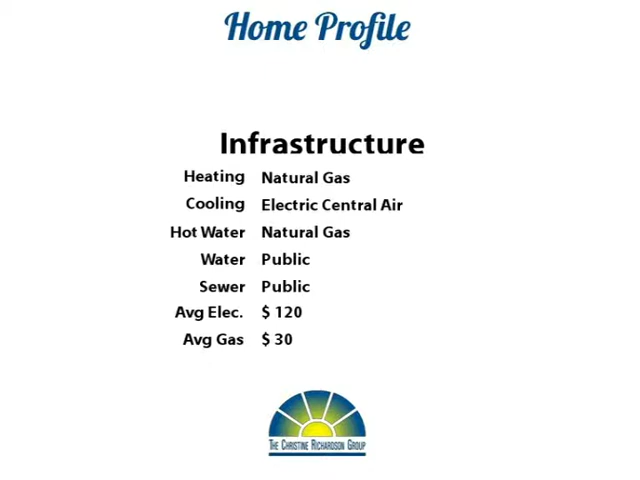 Home Profile
Infrastructure
Heating Natural Gas
Cooling Electric Central Air
Hot Water Natural Gas
Water Public
Sewer Public
Avg Elec. $ 120
Avg Gas $ 30
The Christine Richardson Group